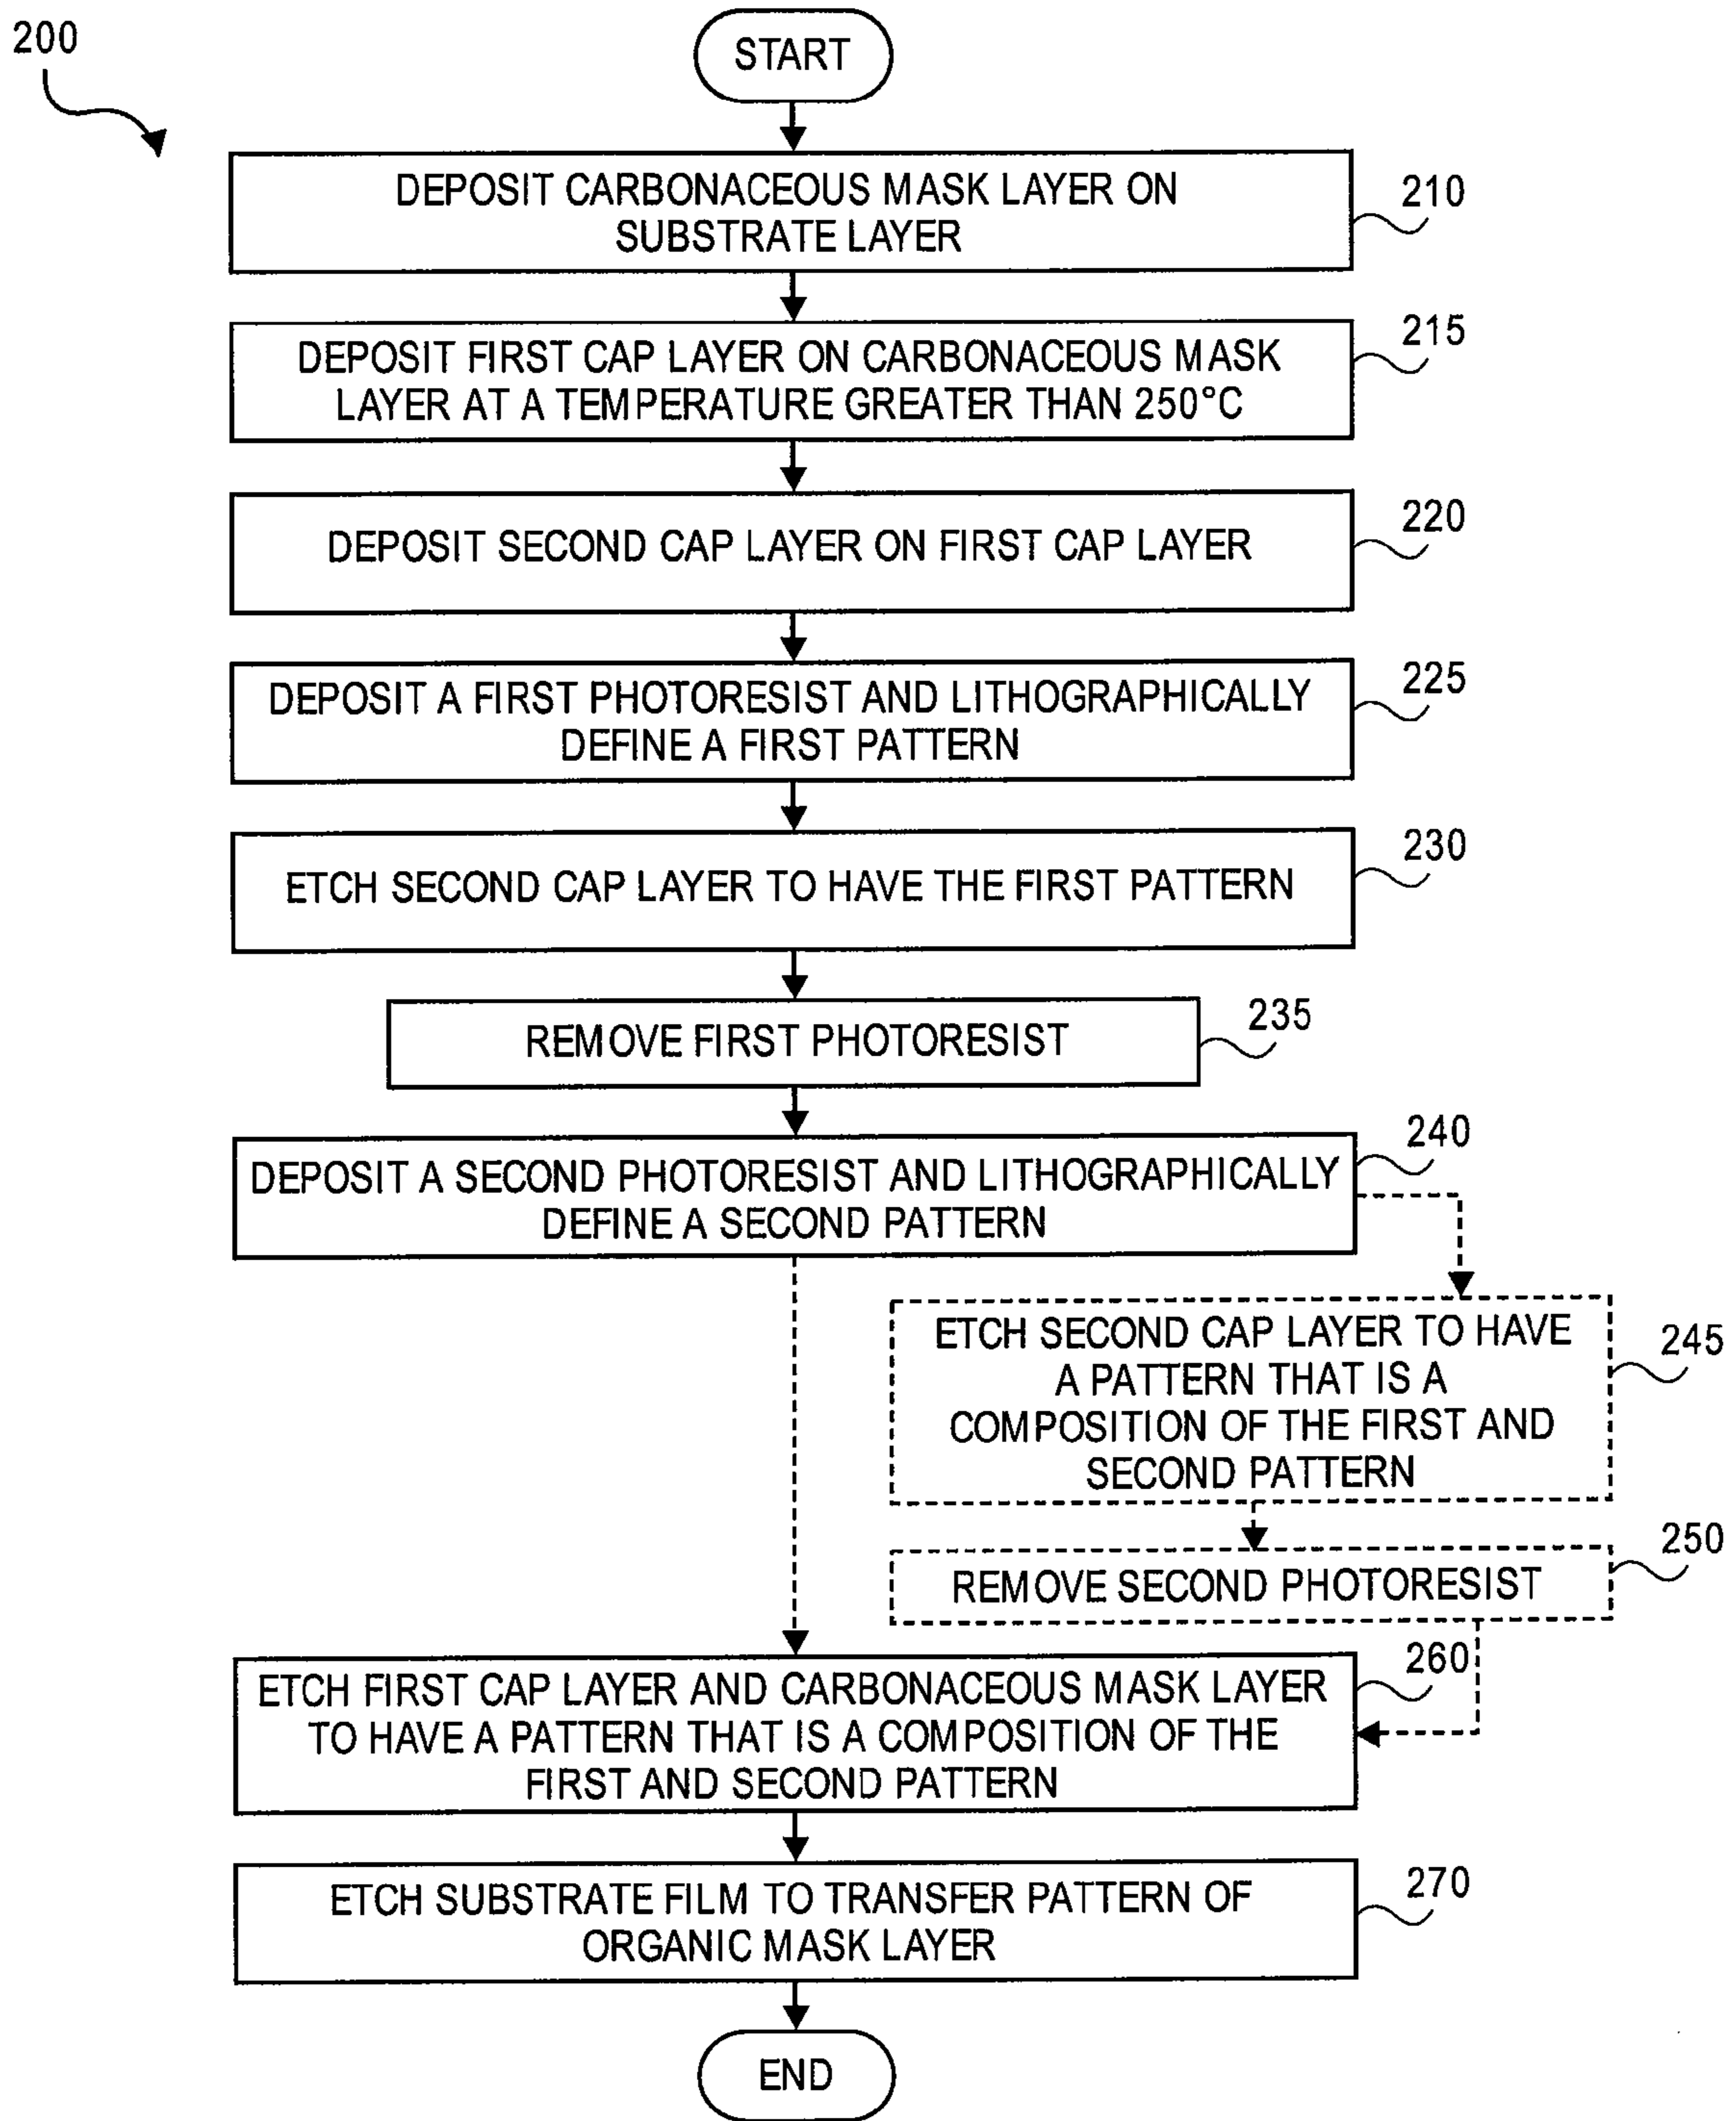 200
START
DEPOSIT CARBONACEOUS MASK LAYER ON
SUBSTRATE LAYER
210
DEPOSIT FIRST CAP LAYER ON CARBONACEOUS MASK
LAYER AT A TEMPERATURE GREATER THAN 250°C
215
DEPOSIT SECOND CAP LAYER ON FIRST CAP LAYER
220
DEPOSIT A FIRST PHOTORESIST AND LITHOGRAPHICALLY
DEFINE A FIRST PATTERN
225
ETCH SECOND CAP LAYER TO HAVE THE FIRST PATTERN
230
REMOVE FIRST PHOTORESIST
235
DEPOSIT A SECOND PHOTORESIST AND LITHOGRAPHICALLY
DEFINE A SECOND PATTERN
240
ETCH SECOND CAP LAYER TO HAVE
A PATTERN THAT IS A
COMPOSITION OF THE FIRST AND
SECOND PATTERN
245
REMOVE SECOND PHOTORESIST
250
ETCH FIRST CAP LAYER AND CARBONACEOUS MASK LAYER
TO HAVE A PATTERN THAT IS A COMPOSITION OF THE
FIRST AND SECOND PATTERN
260
ETCH SUBSTRATE FILM TO TRANSFER PATTERN OF
ORGANIC MASK LAYER
270
END